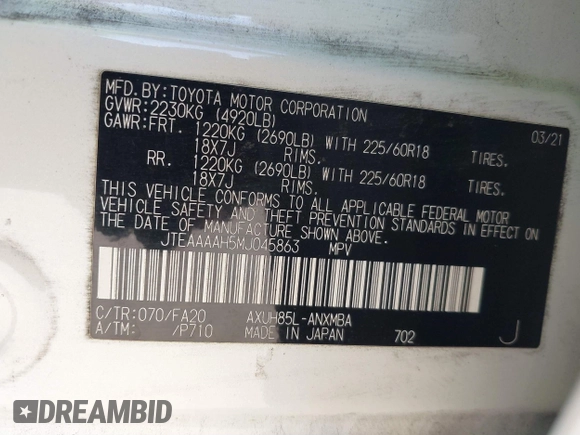 MFD.BY:TOYOTA MOTOR CORPORATION
GVWR:2230KG (4920LB) 03/21
GAWR:FRT. 1220KG (2690LB) WITH 225/60R18 TIRES.
18X7J RIMS.
RR. 1220KG (2690LB) WITH 225/60R18 TIRES.
18X7J RIMS.
THIS VEHICLE CONFORMS TO ALL APPLICABLE FEDERAL MOTOR
VEHICLE SAFETY AND THEFT PREVENTION STANDARDS IN EFFECT ON
THE DATE OF MANUFACTURE SHOWN ABOVE.
JTEAAAAH5MJ045863 MPV
C/TR:070/FA20 AXUH85L-ANXMBA
A/TM: /P710 MADE IN JAPAN 702 J
DREAMBID